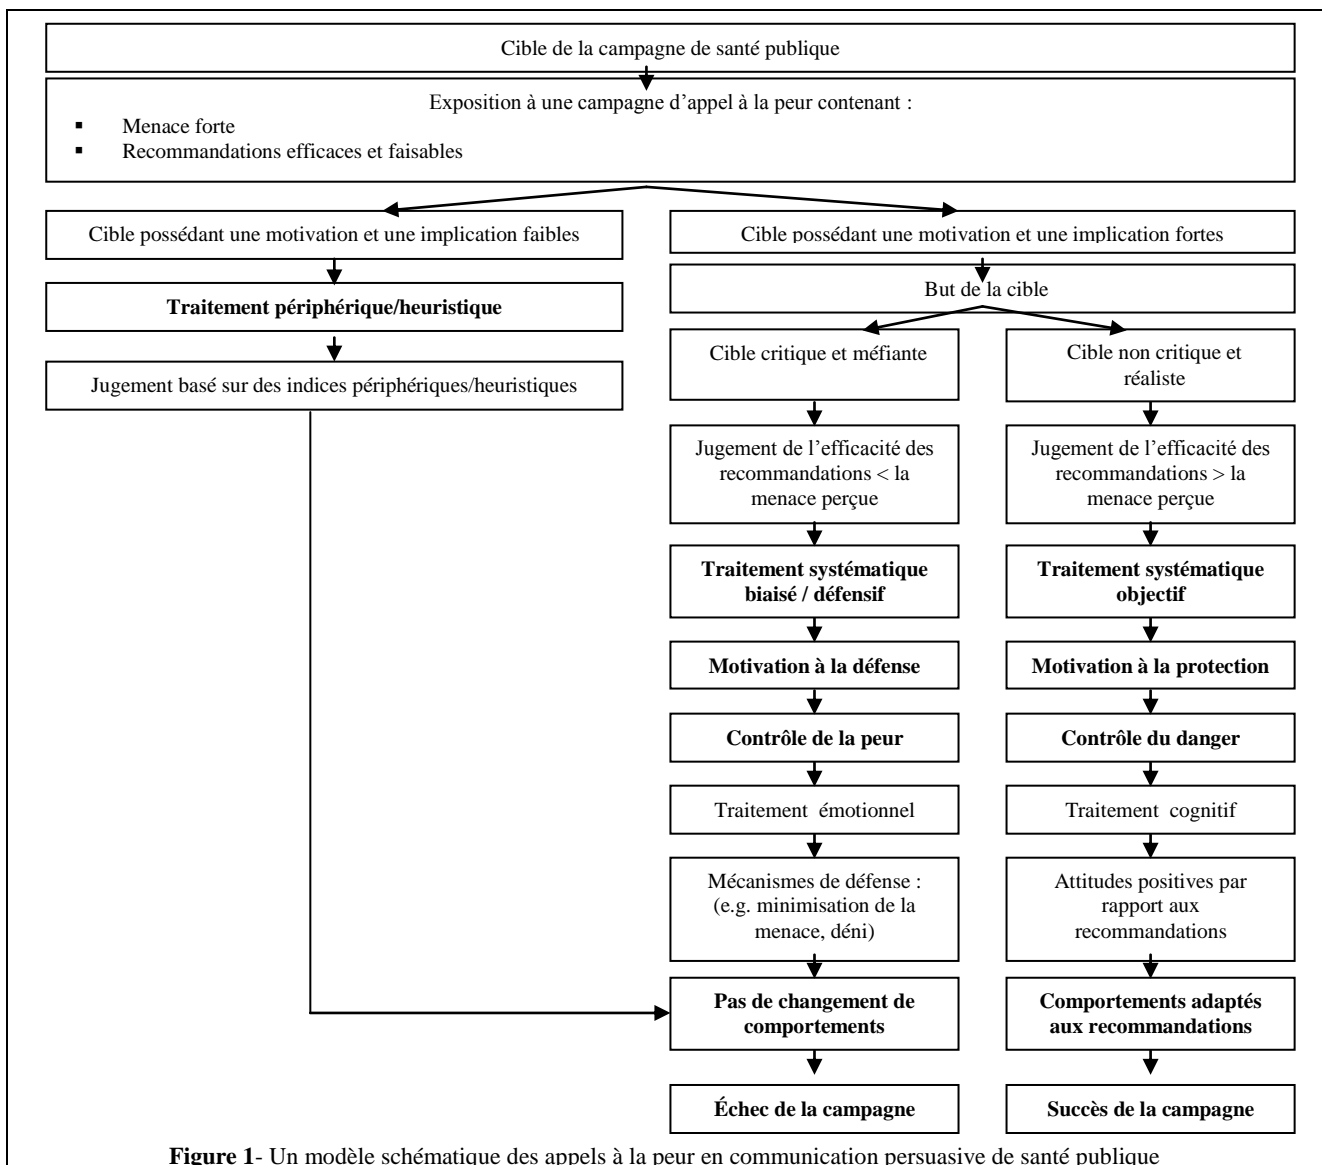 Cible de la campagne de santé publique
Exposition à une campagne d'appel à la peur contenant :
▪ Menace forte
▪ Recommandations efficaces et faisables
Cible possédant une motivation et une implication faibles
Traitement périphérique/heuristique
Jugement basé sur des indices périphériques/heuristiques
Cible possédant une motivation et une implication fortes
But de la cible
Cible critique et méfiante
Jugement de l'efficacité des
recommandations < la
menace perçue
Traitement systématique
biaisé / défensif
Motivation à la défense
Contrôle de la peur
Traitement émotionnel
Mécanismes de défense :
(e.g. minimisation de la
menace, déni)
Pas de changement de
comportements
Échec de la campagne
Cible non critique et
réaliste
Jugement de l'efficacité des
recommandations > la
menace perçue
Traitement systématique
objectif
Motivation à la protection
Contrôle du danger
Traitement cognitif
Attitudes positives par
rapport aux
recommandations
Comportements adaptés
aux recommandations
Succès de la campagne
Figure 1- Un modèle schématique des appels à la peur en communication persuasive de santé publique